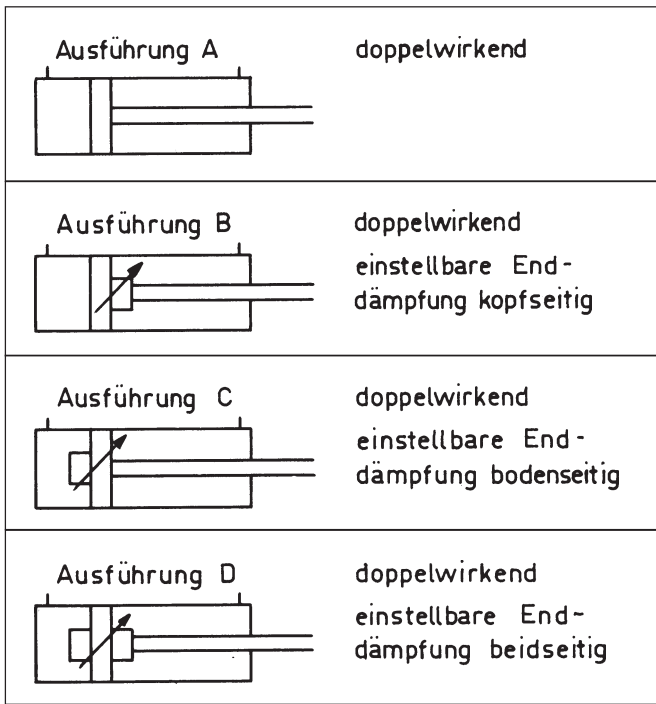 Ausführung A
doppelwirkend
Ausführung B
doppelwirkend
einstellbare End-
dämpfung kopfseitig
Ausführung C
doppelwirkend
einstellbare End-
dämpfung bodenseitig
Ausführung D
doppelwirkend
einstellbare End-
dämpfung beidseitig